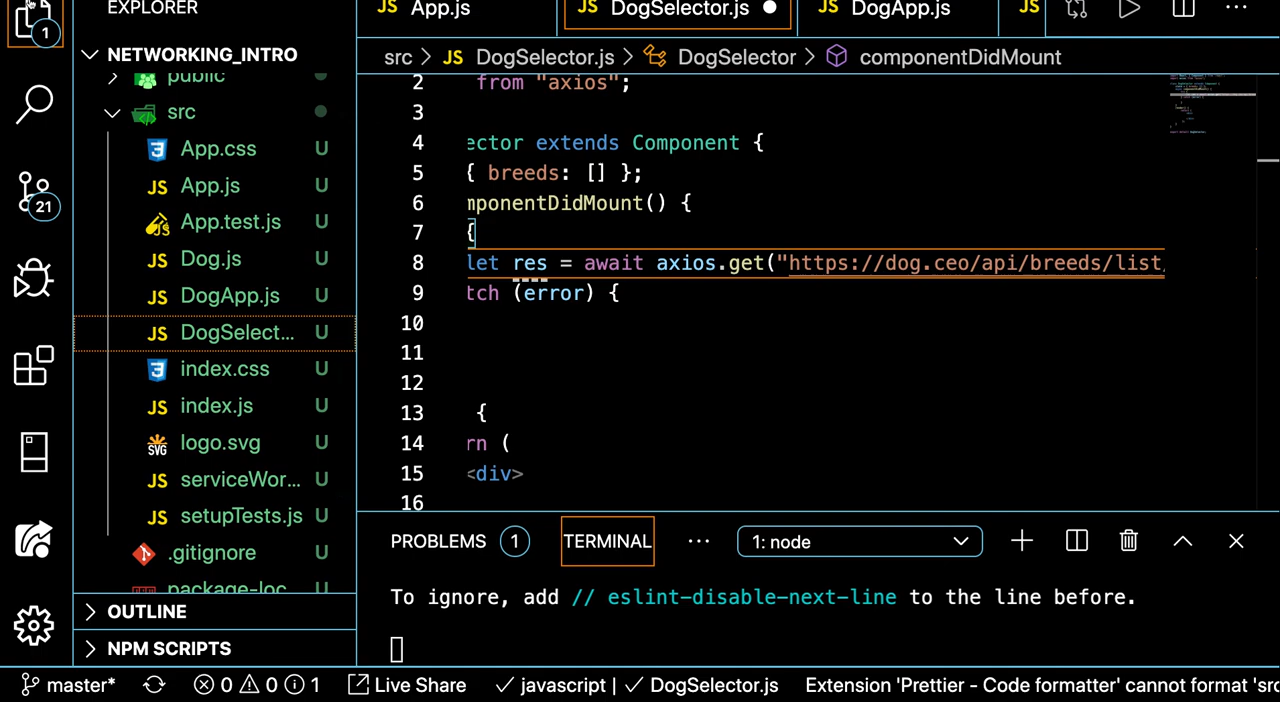 EXPLORER
1
NETWORKING_INTRO
public
src
App.css U
App.js U
App.test.js U
Dog.js U
DogApp.js U
DogSelect... U
index.css U
index.js U
logo.svg U
serviceWor... U
setupTests.js U
.gitignore U
package-loc U
OUTLINE
NPM SCRIPTS
21
JS App.js
JS DogSelector.js
JS DogApp.js
JS
src > JS DogSelector.js > DogSelector > componentDidMount
2 from "axios";
3
4 ector extends Component {
5 { breeds: [] };
6 mponentDidMount() {
7 {
8 let res = await axios.get("https://dog.ceo/api/breeds/list/
9 tch (error) {
10
11
12
13 {
14 rn (
15 <div>
16
PROBLEMS 1 TERMINAL ... 1: node
To ignore, add // eslint-disable-next-line to the line before.
master* 0 0 1 Live Share javascript | DogSelector.js Extension 'Prettier - Code formatter' cannot format 'src